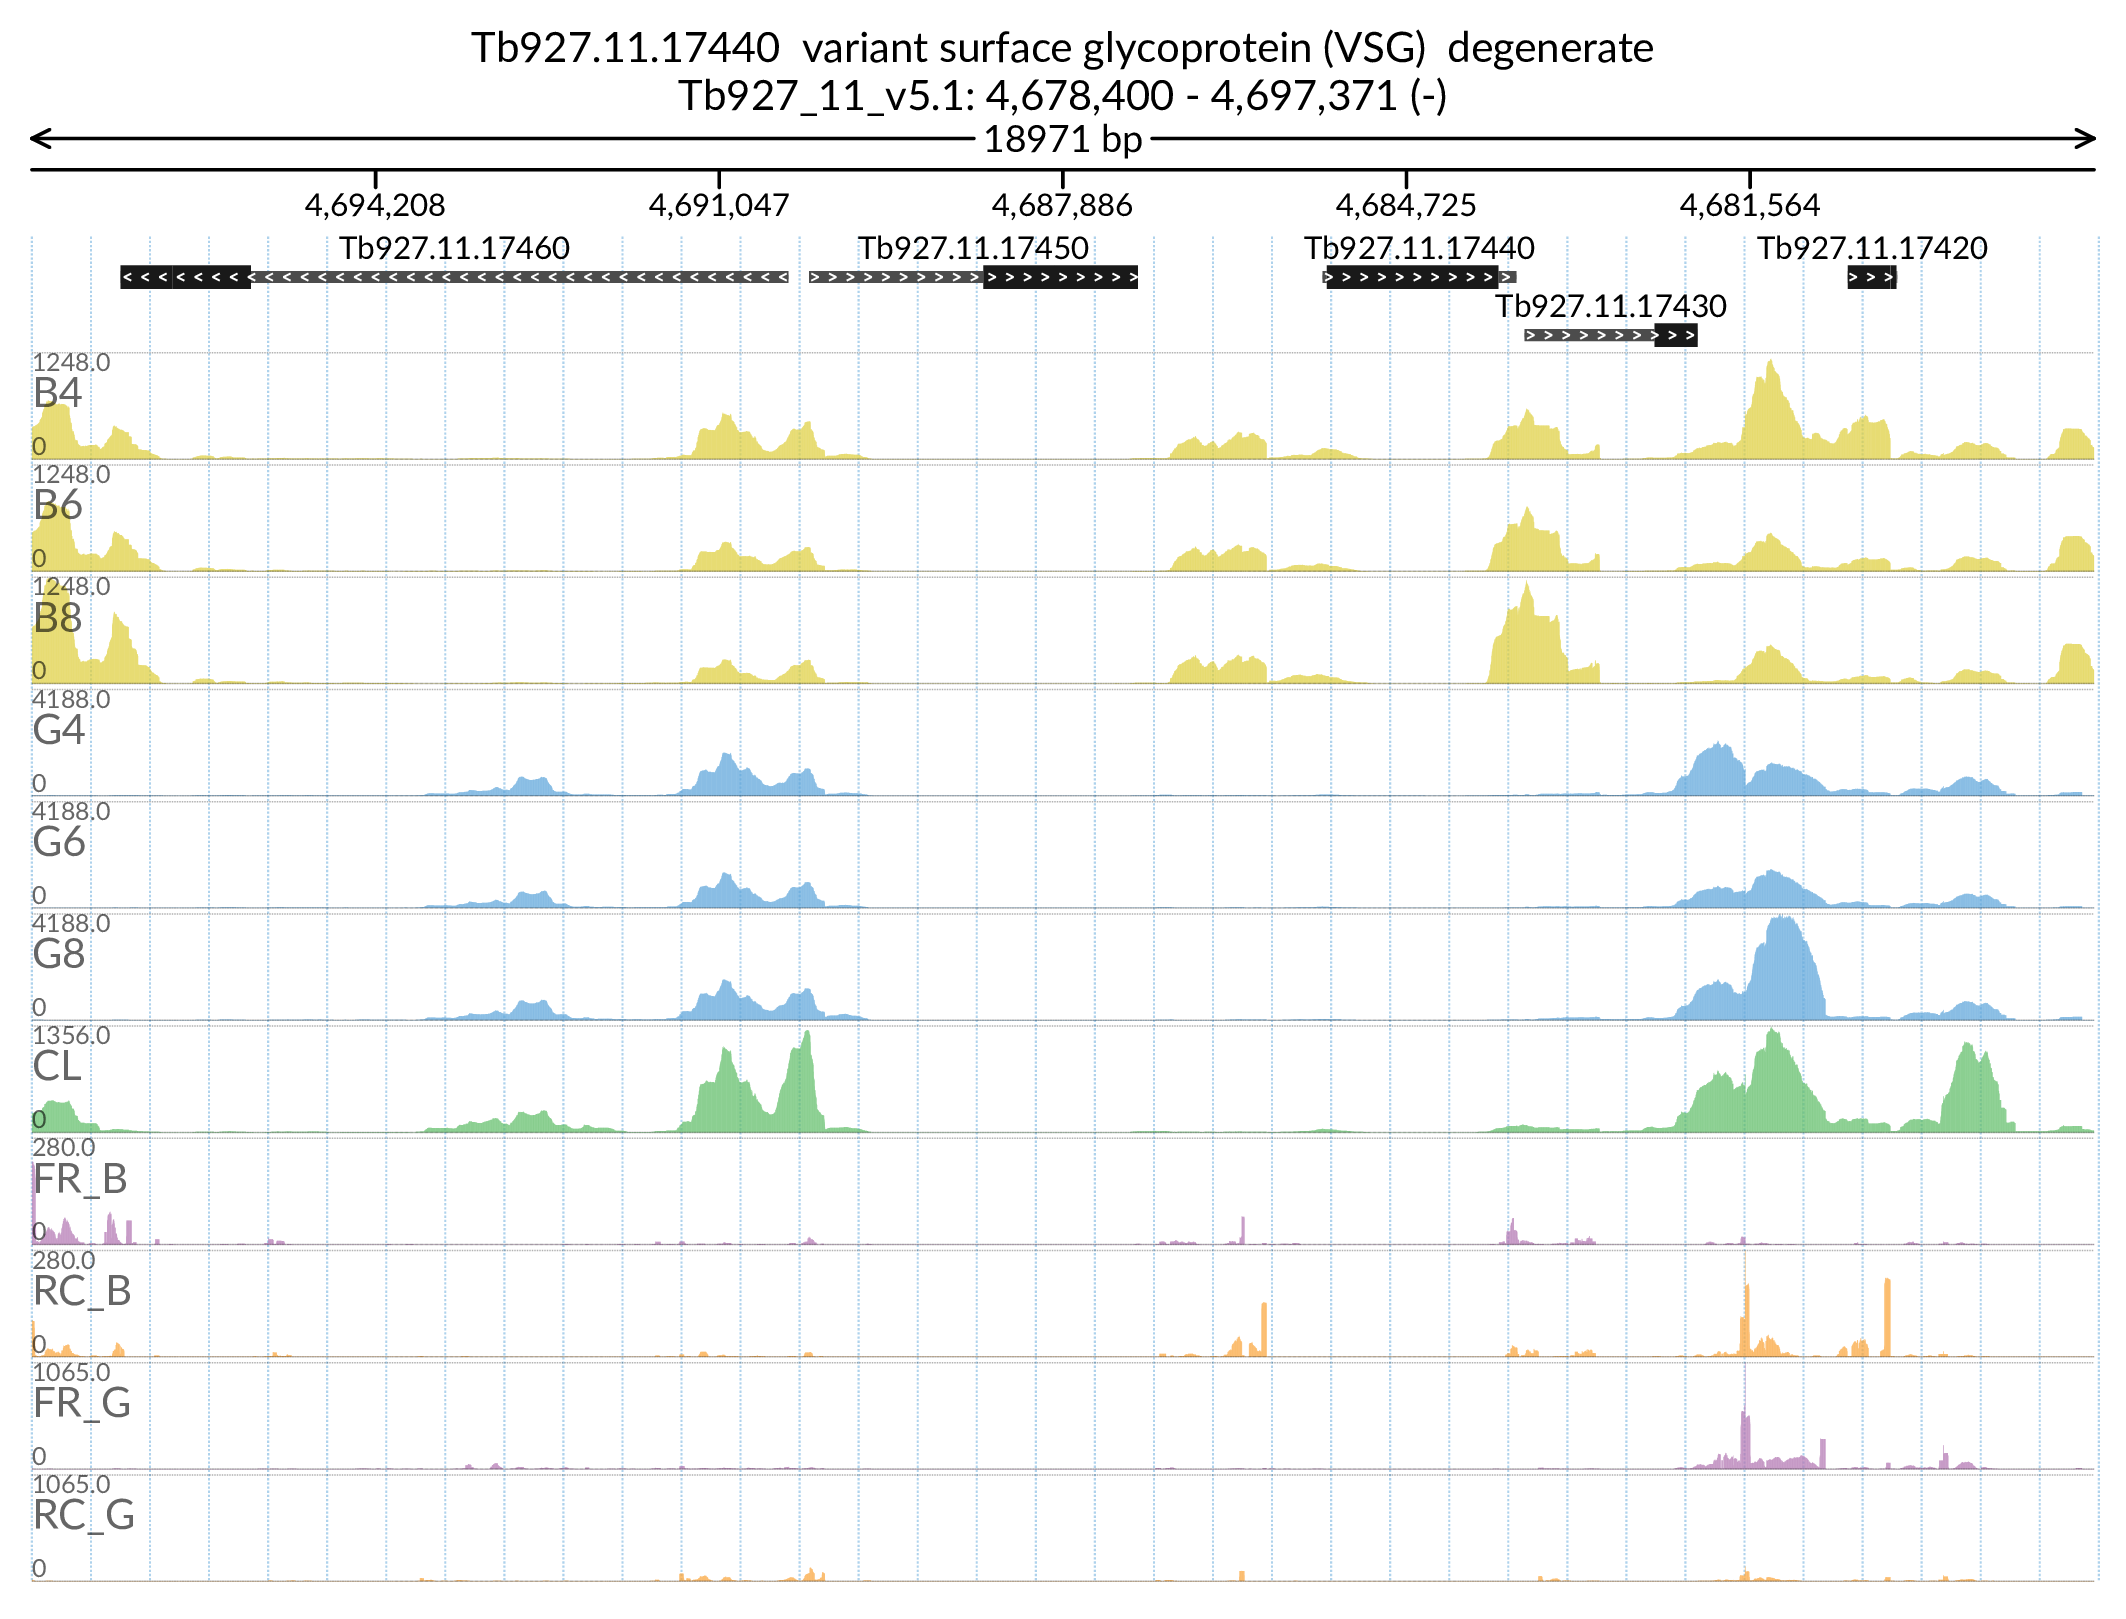 Tb927.11.17440  variant surface glycoprotein (VSG)  degenerate
Tb927_11_v5.1: 4,678,400 - 4,697,371 (-)
18971 bp
4,694,208 4,691,047 4,687,886 4,684,725 4,681,564
Tb927.11.17460 Tb927.11.17450 Tb927.11.17440 Tb927.11.17420
Tb927.11.17430
1248.0
B4
0
1248.0
B6
0
1248.0
B8
0
4188.0
G4
0
4188.0
G6
0
4188.0
G8
0
1356.0
CL
0
280.0
FR_B
0
280.0
RC_B
0
1065.0
FR_G
0
1065.0
RC_G
0